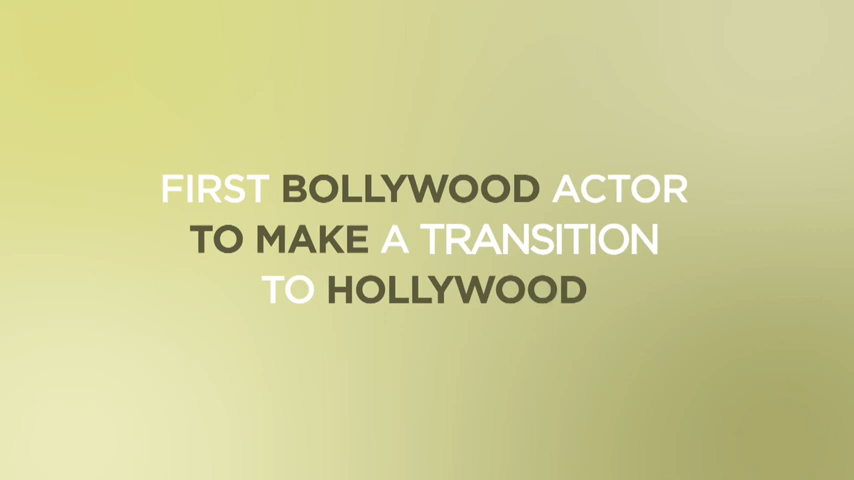 FIRST BOLLYWOOD ACTOR
TO MAKE A TRANSITION
TO HOLLYWOOD